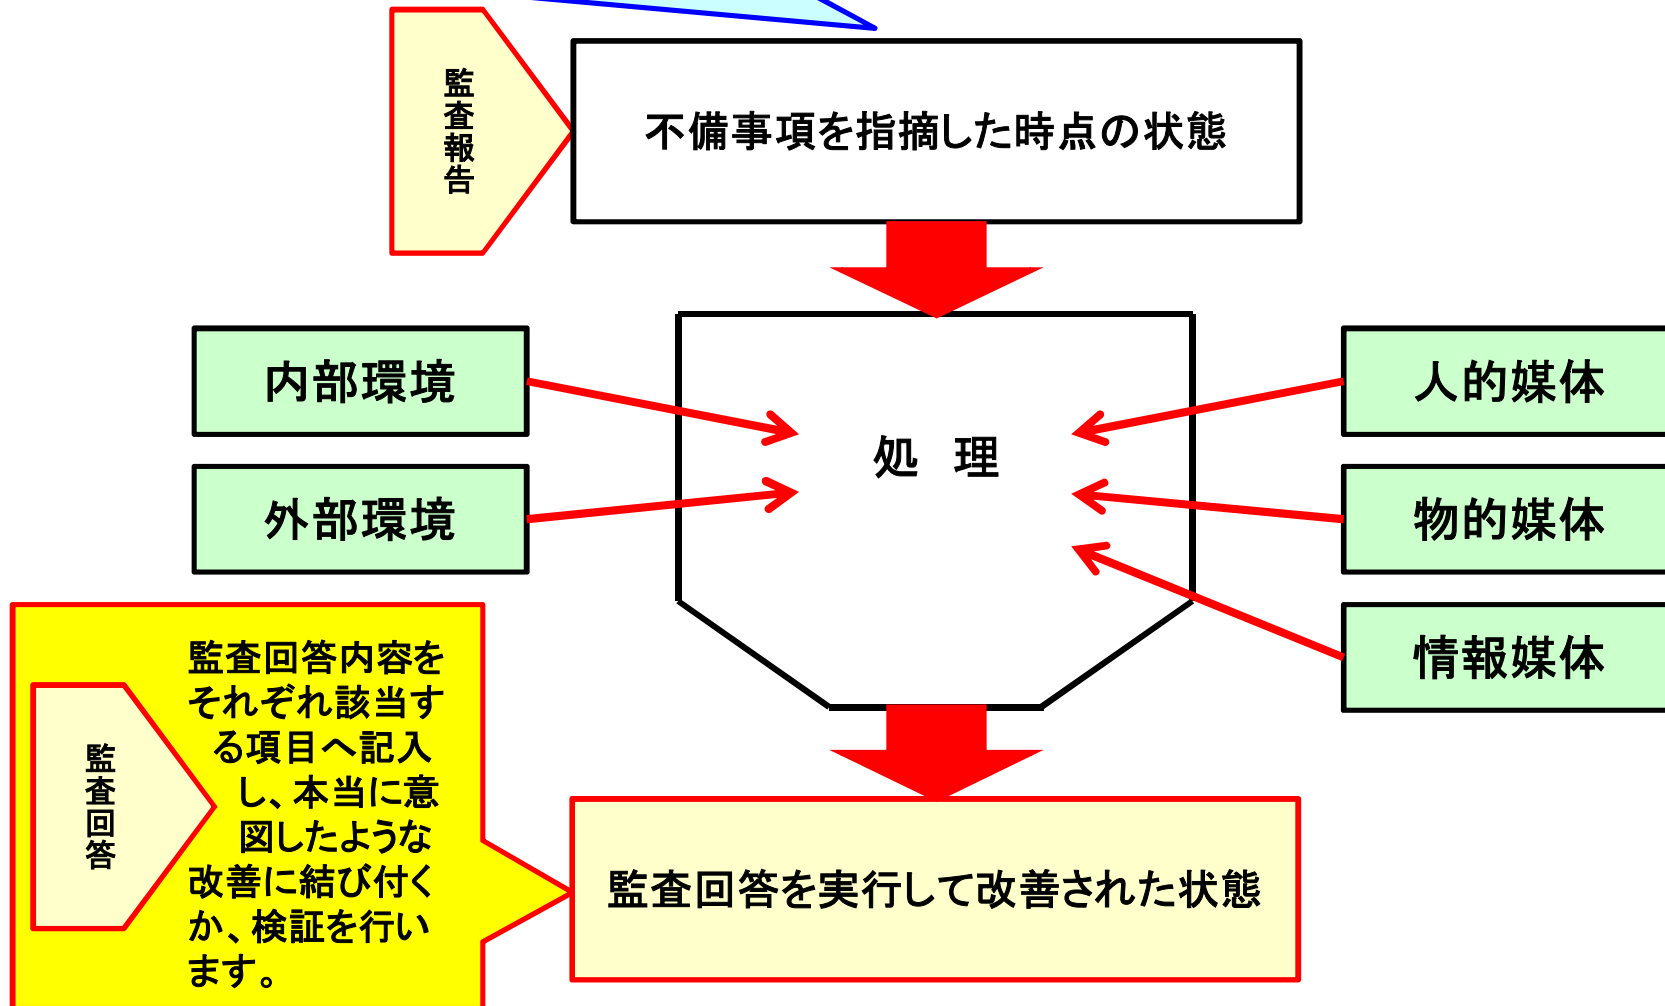 監査報告
不備事項を指摘した時点の状態
内部環境
外部環境
処　理
人的媒体
物的媒体
情報媒体
監査回答
監査回答内容を
それぞれ該当す
る項目へ記入
し、本当に意
図したような
改善に結び付く
か、検証を行い
ます。
監査回答を実行して改善された状態